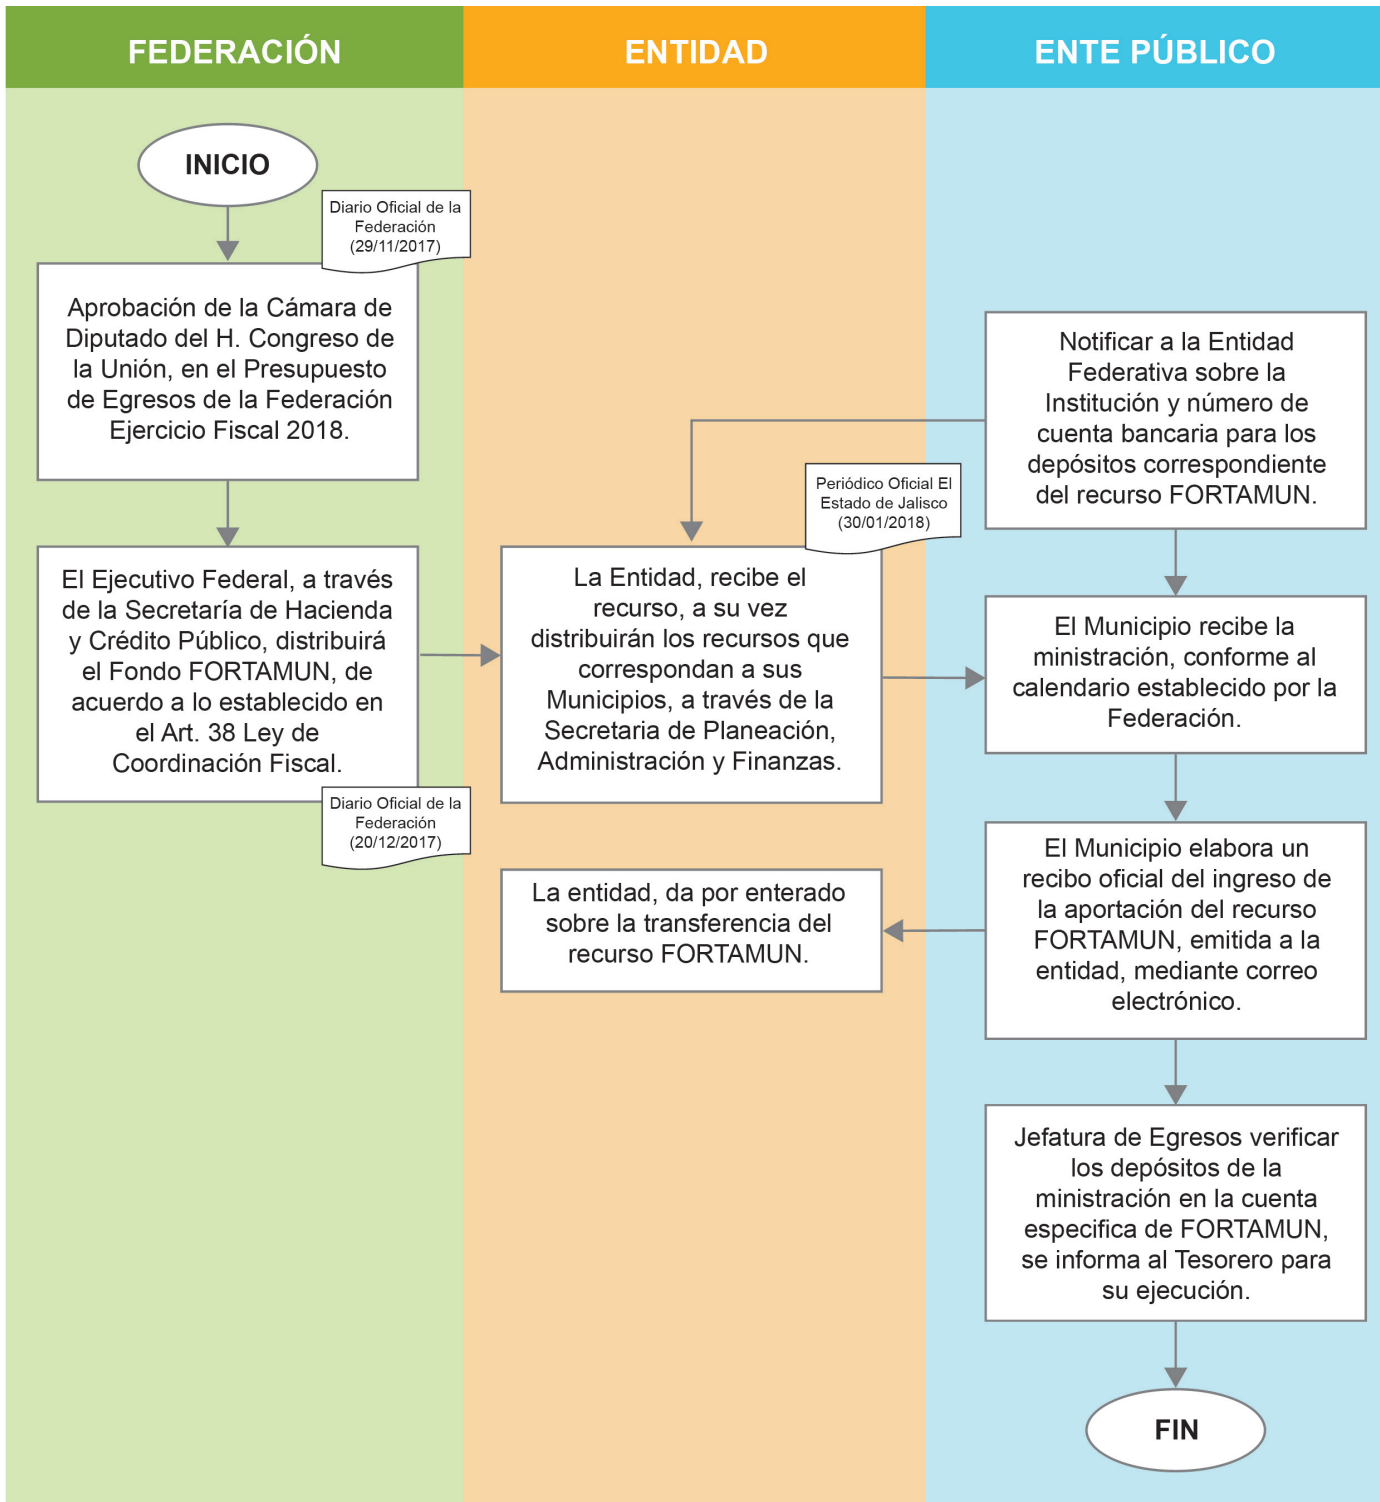 FEDERACIÓN
ENTIDAD
ENTE PÚBLICO
INICIO
Diario Oficial de la
Federación
(29/11/2017)
Aprobación de la Cámara de
Diputado del H. Congreso de
la Unión, en el Presupuesto
de Egresos de la Federación
Ejercicio Fiscal 2018.
El Ejecutivo Federal, a través
de la Secretaría de Hacienda
y Crédito Público, distribuirá
el Fondo FORTAMUN, de
acuerdo a lo establecido en
el Art. 38 Ley de
Coordinación Fiscal.
Diario Oficial de la
Federación
(20/12/2017)
Periódico Oficial El
Estado de Jalisco
(30/01/2018)
La Entidad, recibe el
recurso, a su vez
distribuirán los recursos que
correspondan a sus
Municipios, a través de la
Secretaria de Planeación,
Administración y Finanzas.
La entidad, da por enterado
sobre la transferencia del
recurso FORTAMUN.
Notificar a la Entidad
Federativa sobre la
Institución y número de
cuenta bancaria para los
depósitos correspondiente
del recurso FORTAMUN.
El Municipio recibe la
ministración, conforme al
calendario establecido por la
Federación.
El Municipio elabora un
recibo oficial del ingreso de
la aportación del recurso
FORTAMUN, emitida a la
entidad, mediante correo
electrónico.
Jefatura de Egresos verificar
los depósitos de la
ministración en la cuenta
especifica de FORTAMUN,
se informa al Tesorero para
su ejecución.
FIN